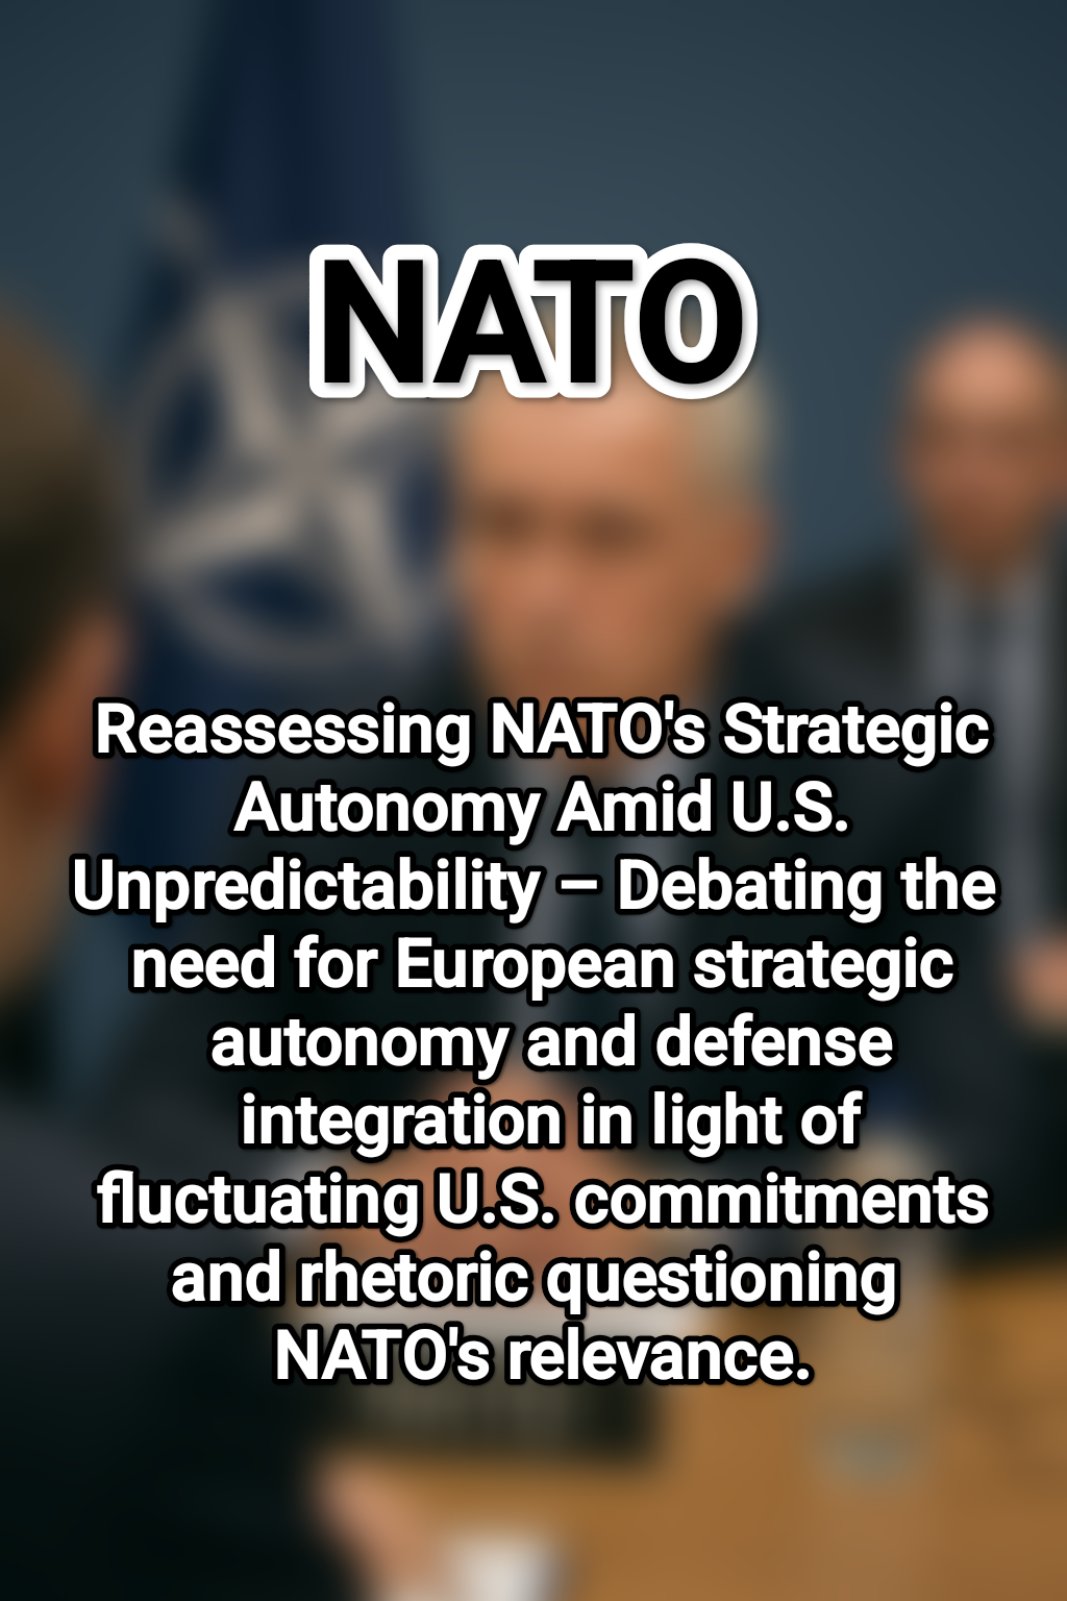 NATO
Reassessing NATO's Strategic
Autonomy Amid U.S.
Unpredictability – Debating the
need for European strategic
autonomy and defense
integration in light of
fluctuating U.S. commitments
and rhetoric questioning
NATO's relevance.